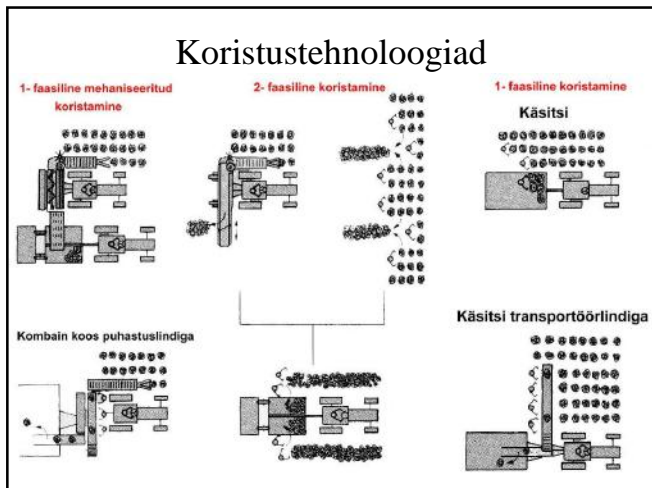 Koristustehnoloogiad
1- faasiline mehaniseeritud
koristamine
2- faasiline koristamine
1- faasiline koristamine
Käsitsi
Kombain koos puhastuslindiga
Käsitsi transportöörlindiga